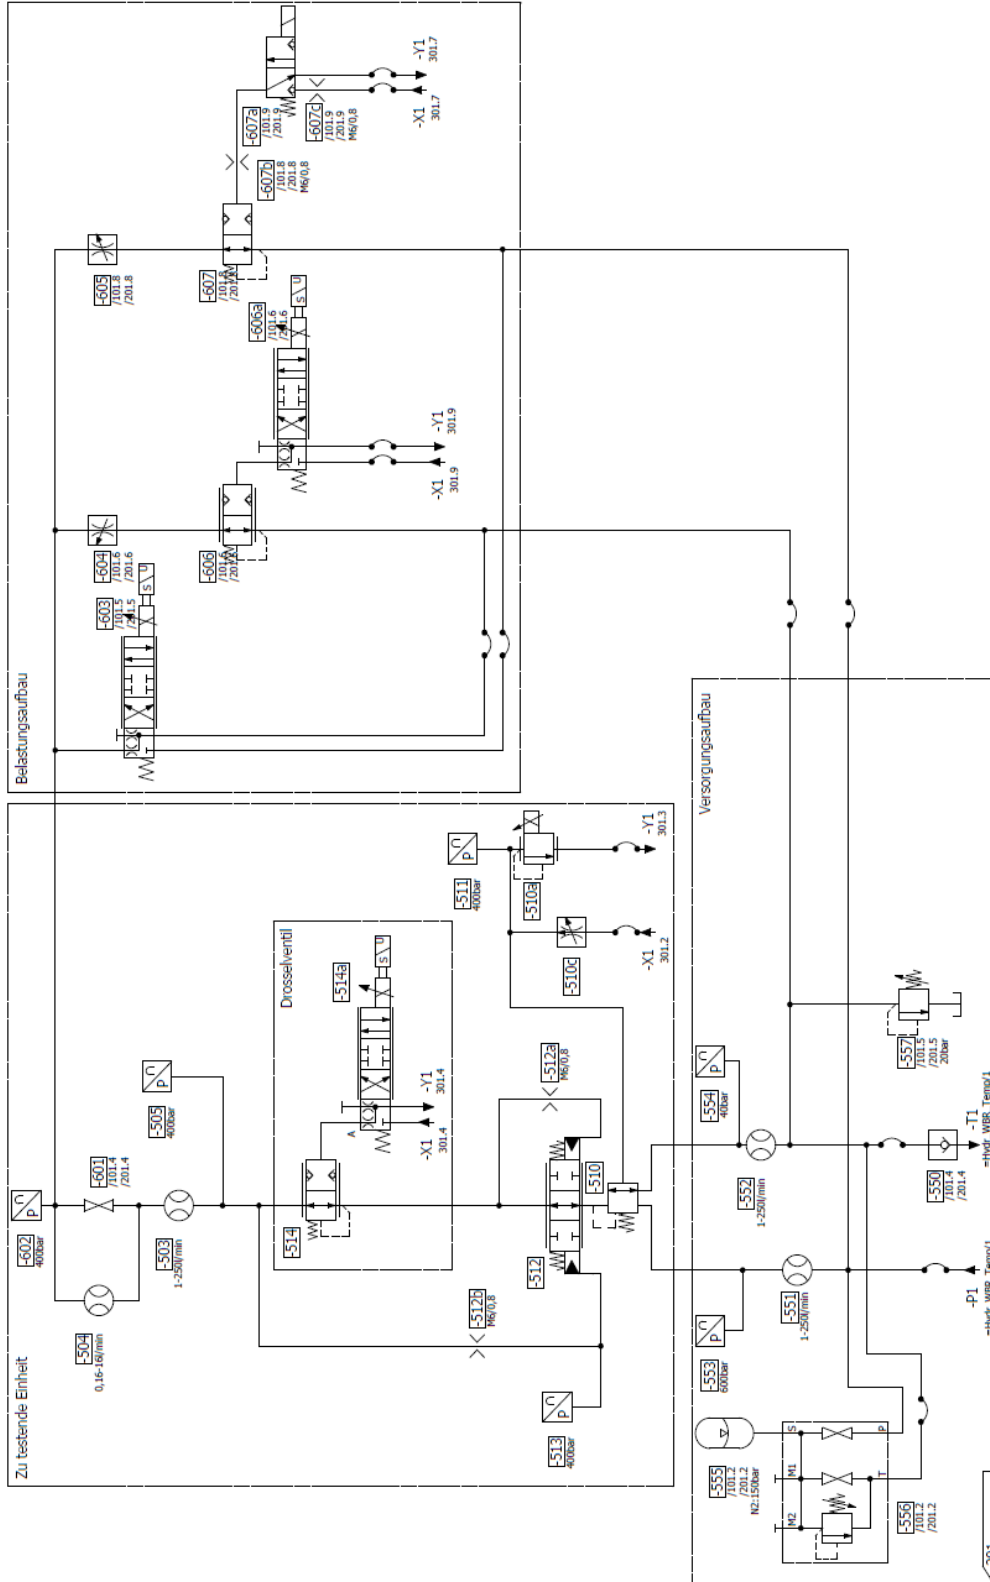 Belastungsaufbau
-Y1
301.7
-X1
301.7
-607a
/101.9
/201.9
-607c
/101.9
/201.9
M6/0,8
-607b
/101.8
/201.8
M6/0,8
-605
/101.8
/201.8
-607
/101.8
U
S
-606a
/101.6
-Y1
301.9
-X1
301.9
-604
/101.6
/201.6
-606
/101.6
U
S
-603
/101.5
Zu testende Einheit
-511
400bar
-510a
-Y1
301.3
-510c
-X1
301.2
Drosselventil
U
S
-514a
A
-Y1
301.4
-X1
301.4
-514
-505
400bar
U
P
-602
400bar
-601
/101.4
/201.4
-503
1-250l/min
-504
0,16-16l/min
-512a
M6/0,8
-510
-512
-512b
M6/0,8
-513
400bar
Versorgungsaufbau
-557
/101.5
/201.5
20bar
-554
40bar
-552
1-250l/min
-550
/101.4
/201.4
-T1
-553
600bar
-551
1-250l/min
-P1
-555
/101.2
/201.2
N2:150bar
S
P
M1
T
M2
-556
/101.2
/201.2